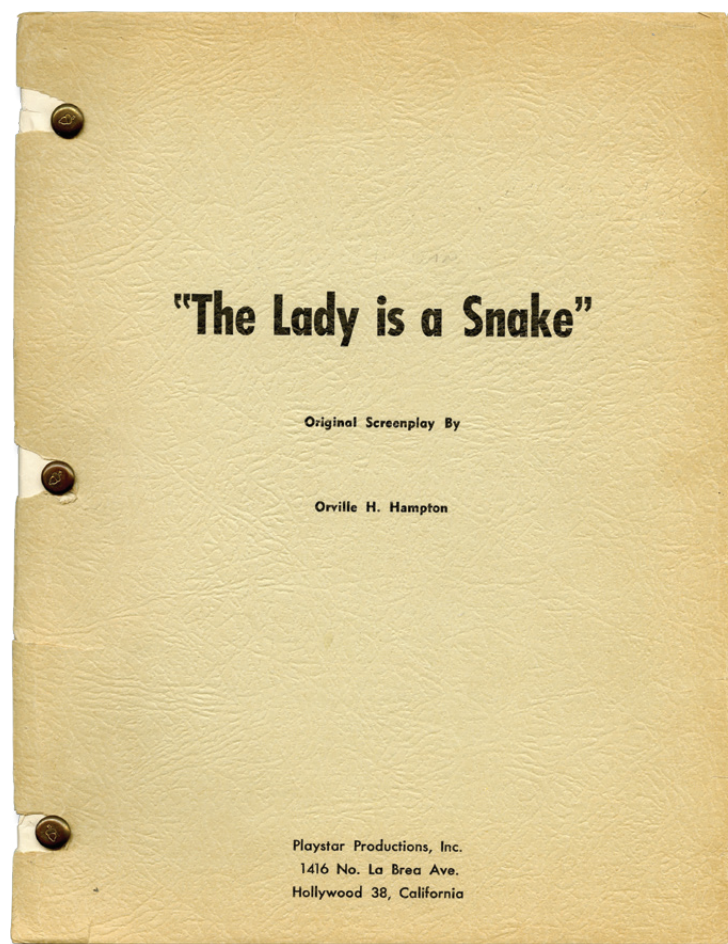 "The Lady is a Snake"
Original Screenplay By
Orville H. Hampton
Playstar Productions, Inc.
1416 No. La Brea Ave.
Hollywood 38, California